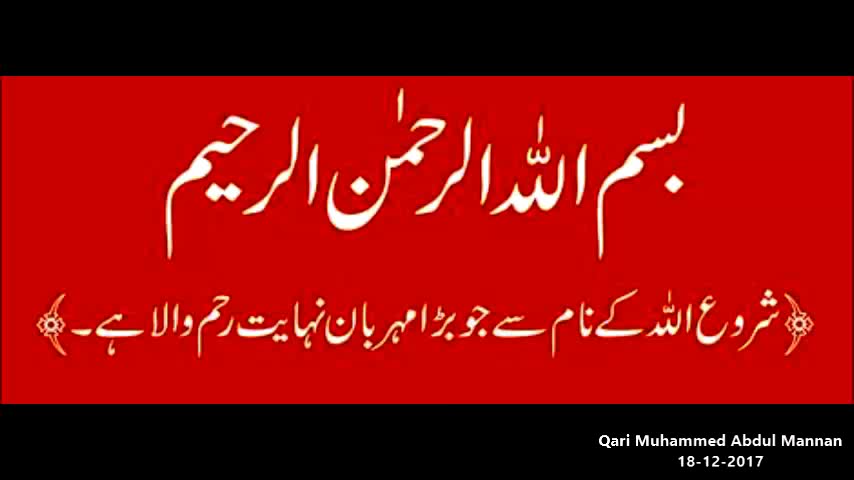 بسم اللہ الرحمٰن الرحیم
﴿شروع اللہ کے نام سے جو بڑا مہربان نہایت رحم والا ہے۔﴾
Qari Muhammed Abdul Mannan
18-12-2017